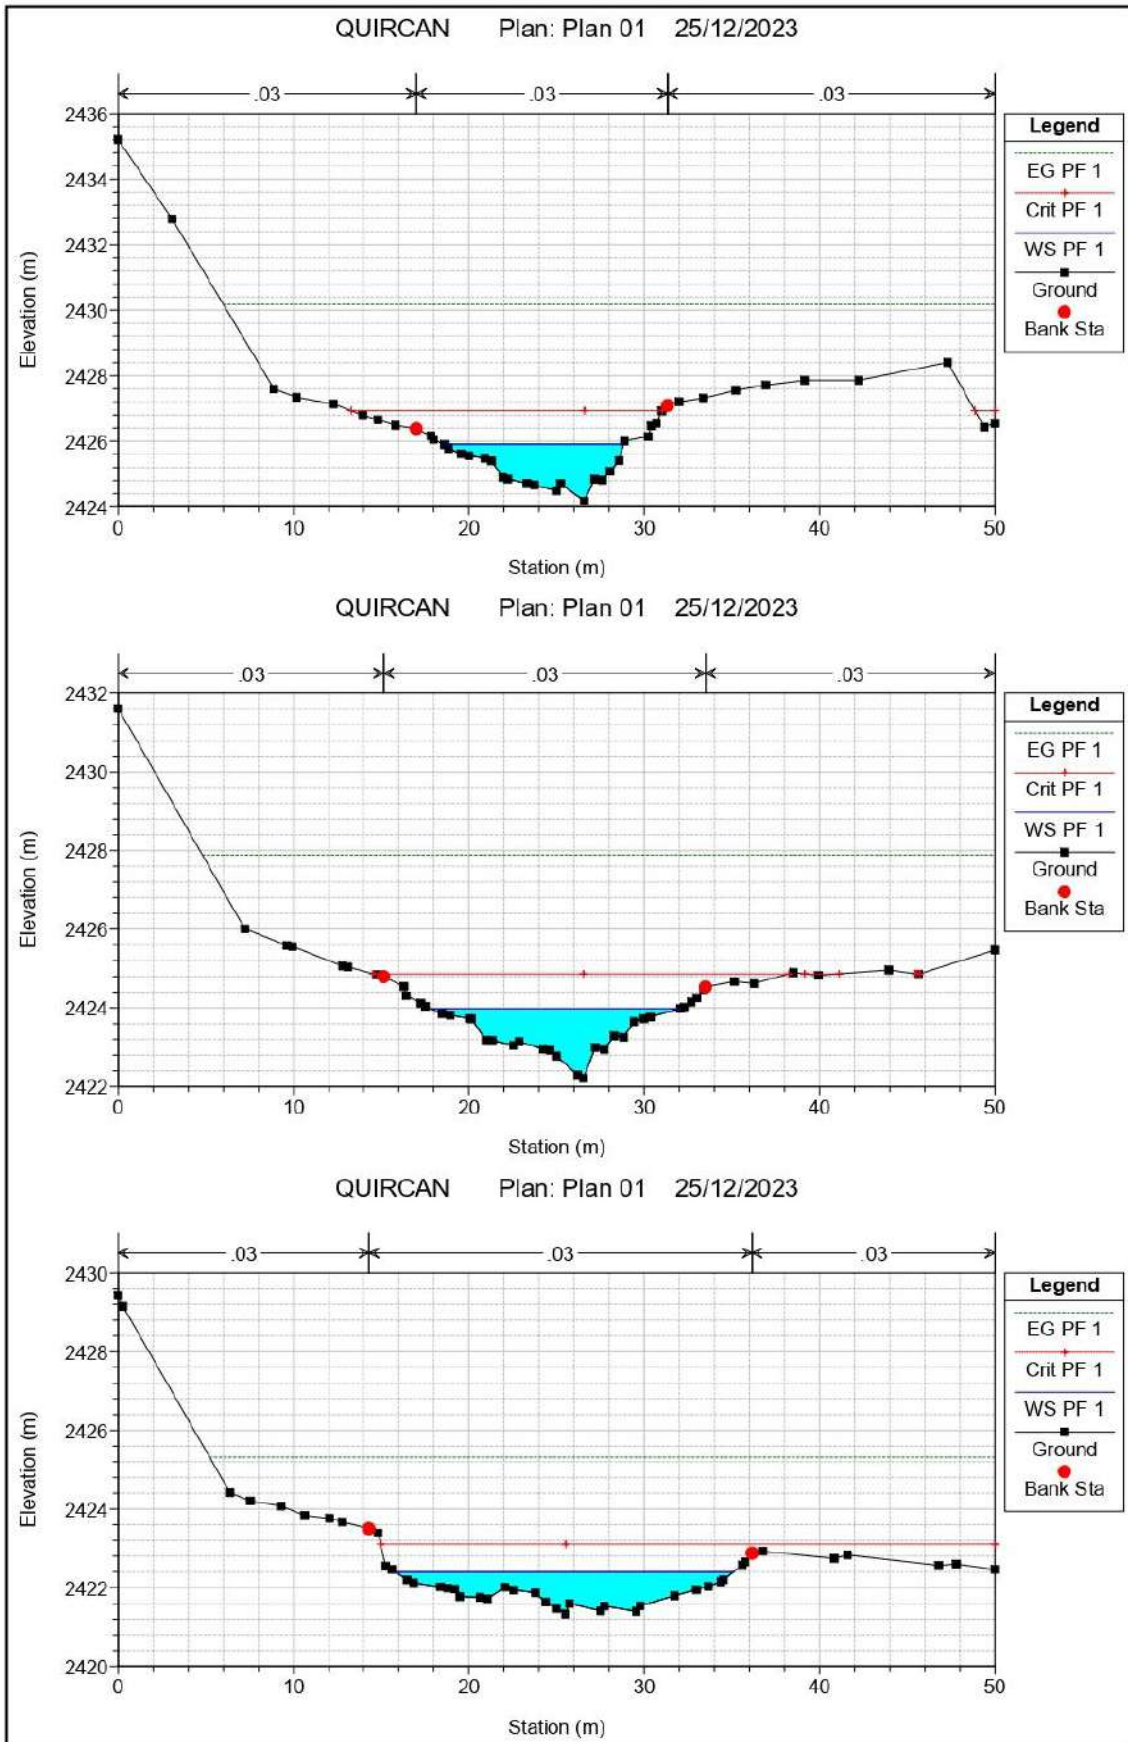 QUIRCAN Plan: Plan 01 25/12/2023
.03 .03 .03
2436
2434
2432
2430
2428
2426
2424
Elevation (m)
0 10 20 30 40 50
Station (m)
Legend
EG PF 1
Crit PF 1
WS PF 1
Ground
Bank Sta
QUIRCAN Plan: Plan 01 25/12/2023
.03 .03 .03
2432
2430
2428
2426
2424
2422
Elevation (m)
0 10 20 30 40 50
Station (m)
Legend
EG PF 1
Crit PF 1
WS PF 1
Ground
Bank Sta
QUIRCAN Plan: Plan 01 25/12/2023
.03 .03 .03
2430
2428
2426
2424
2422
2420
Elevation (m)
0 10 20 30 40 50
Station (m)
Legend
EG PF 1
Crit PF 1
WS PF 1
Ground
Bank Sta